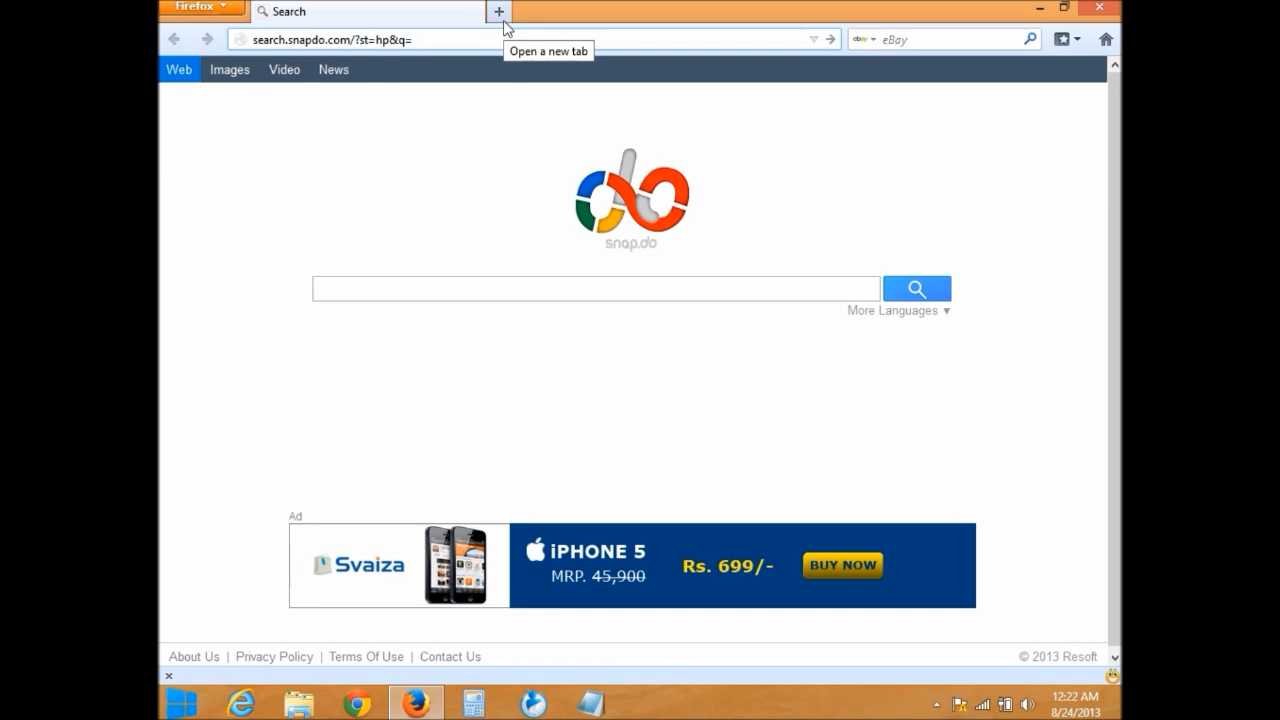 Firefox
Search
search.snapdo.com/?st=hp&q=
ebay
eBay
Open a new tab
Web Images Video News
snap.do
More Languages ▼
Ad
Svaiza
iPHONE 5
MRP. 45,900
Rs. 699/-
BUY NOW
About Us | Privacy Policy | Terms Of Use | Contact Us
© 2013 Resoft
12:22 AM
8/24/2013